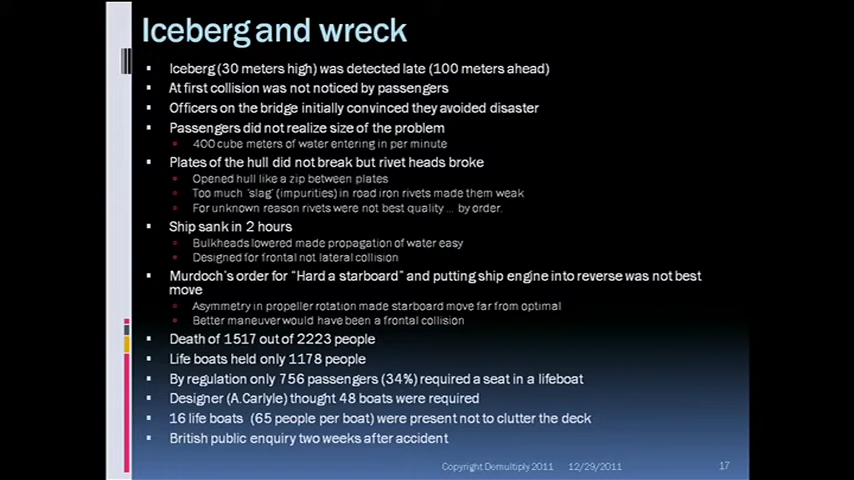 Iceberg and wreck
Iceberg (30 meters high) was detected late (100 meters ahead)
At first collision was not noticed by passengers
Officers on the bridge initially convinced they avoided disaster
Passengers did not realize size of the problem
400 cube meters of water entering in per minute
Plates of the hull did not break but rivet heads broke
Opened hull like a zip between plates
Too much 'slag' (impurities) in road iron rivets made them weak
For unknown reason rivets were not best quality ... by order.
Ship sank in 2 hours
Bulkheads lowered made propagation of water easy
Designed for frontal not lateral collision
Murdoch's order for "Hard a starboard" and putting ship engine into reverse was not best
move
Asymmetry in propeller rotation made starboard move far from optimal
Better maneuver would have been a frontal collision
Death of 1517 out of 2223 people
Life boats held only 1178 people
By regulation only 756 passengers (34%) required a seat in a lifeboat
Designer (A.Carlyle) thought 48 boats were required
16 life boats (65 people per boat) were present not to clutter the deck
British public enquiry two weeks after accident
Copyright Demultiply 2011 12/29/2011 17